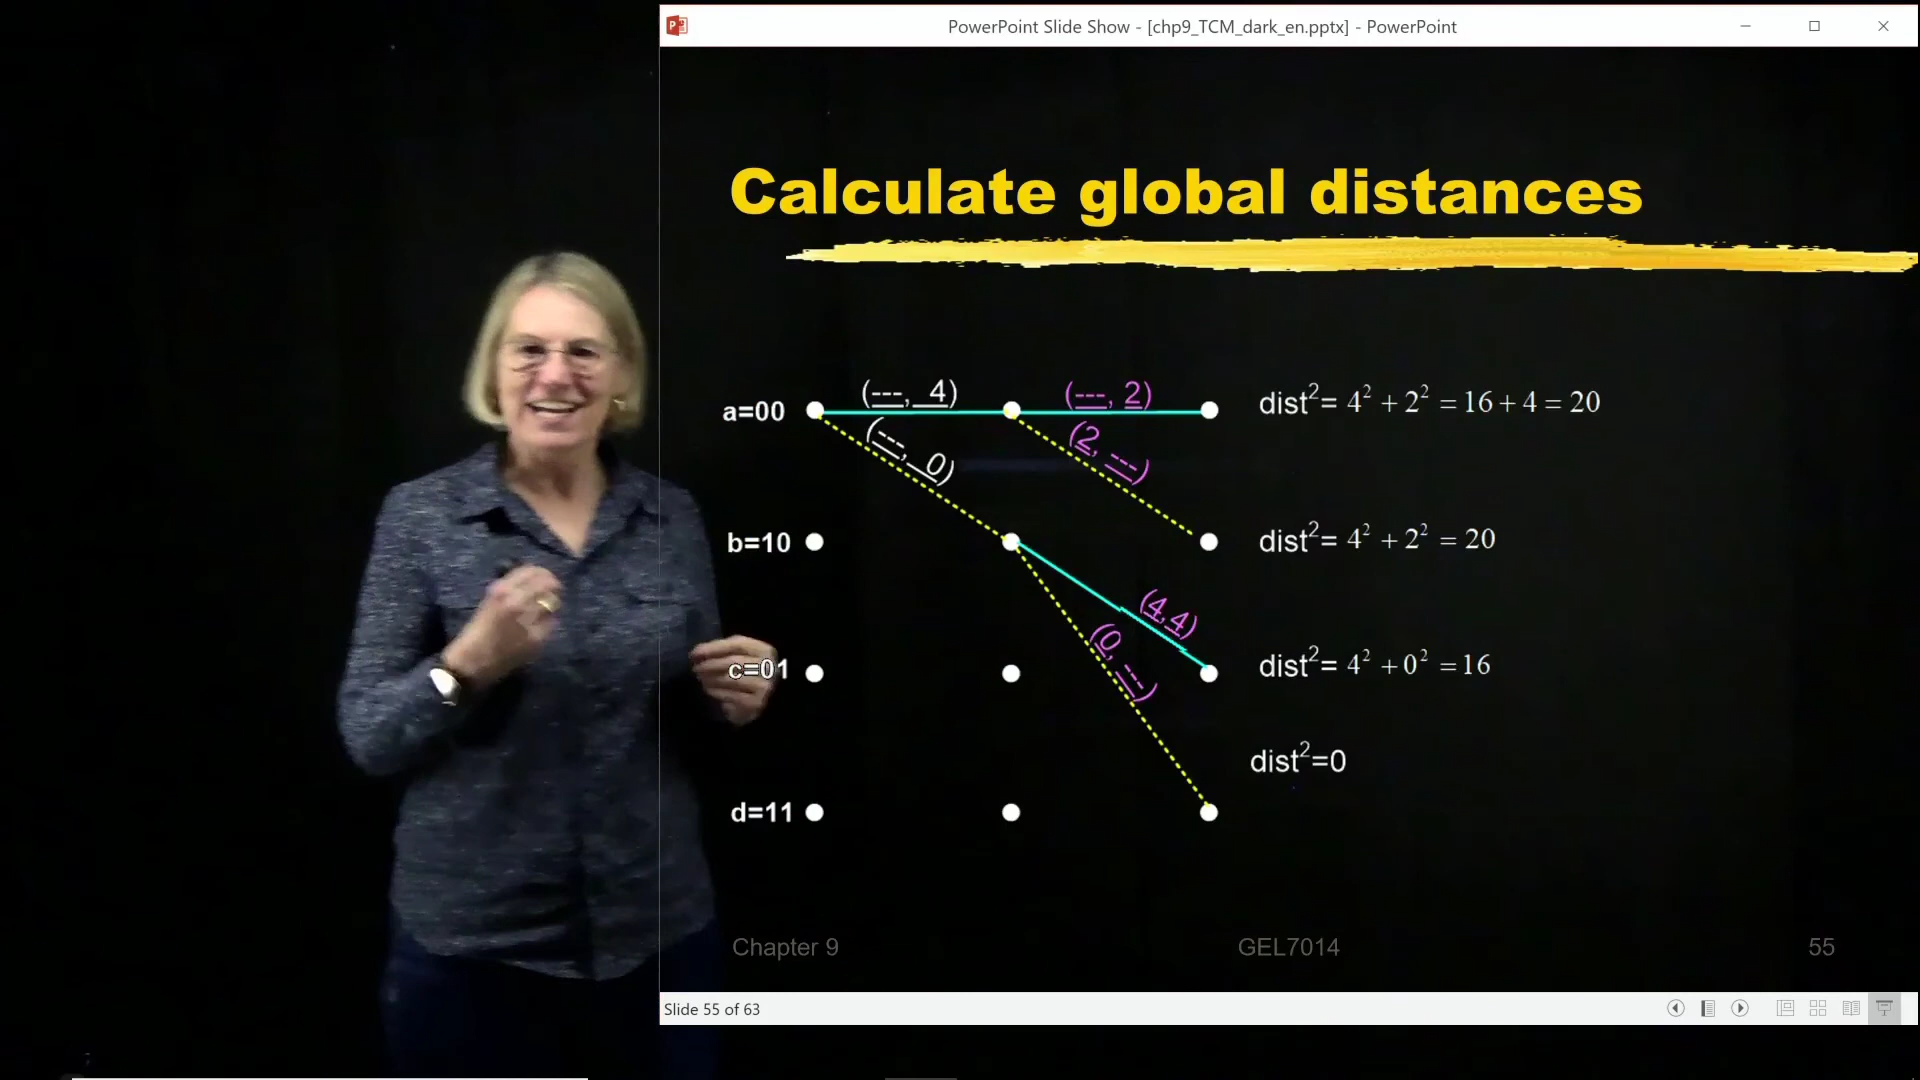 PowerPoint Slide Show - [chp9_TCM_dark_en.pptx] - PowerPoint
Calculate global distances
a=00
(---, 4)
(---, 2)
dist²= 4² + 2² = 16 + 4 = 20
(---, 0)
(2, ---)
b=10
dist²= 4² + 2² = 20
(4,4)
(0, ---)
c=01
dist²= 4² + 0² = 16
dist²=0
d=11
Chapter 9
GEL7014
55
Slide 55 of 63